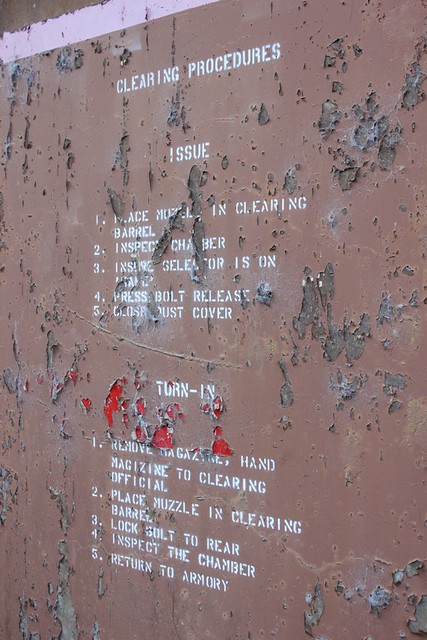 CLEARING PROCEDURES
ISSUE
1. PLACE MUZZLE IN CLEARING
BARREL
2. INSPECT CHAMBER
3. INSURE SELECTOR IS ON
4. PRESS BOLT RELEASE
5. CLOSE DUST COVER
TURN-IN
1. REMOVE MAGAZINE, HAND
MAGIZINE TO CLEARING
OFFICIAL
2. PLACE MUZZLE IN CLEARING
BARREL
3. LOCK BOLT TO REAR
4. INSPECT THE CHAMBER
5. RETURN TO ARMORY